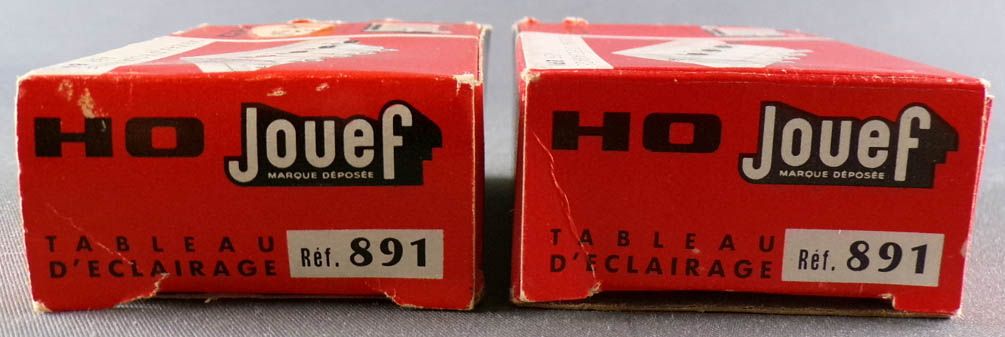 HO Jouef
MARQUE DÉPOSÉE
TABLEAU
D'ECLAIRAGE Réf. 891
HO Jouef
MARQUE DÉPOSÉE
TABLEAU
D'ECLAIRAGE Réf. 891